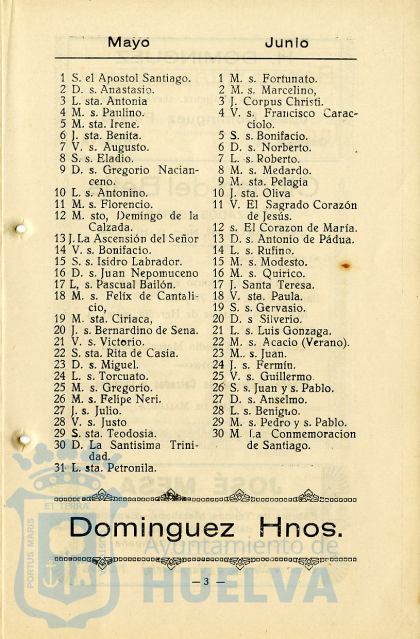 Mayo
1 S. el Apostol Santiago.
2 D. s. Anastasio.
3 L. sta. Antonia
4 M. s. Paulino.
5 M. sta. Irene.
6 J. sta. Benita.
7 V. s. Augusto.
8 S. s. Eladio.
9 D. s. Gregorio Nacian-
ceno.
10 L. s. Antonino.
11 M. s. Florencio.
12 M. sto, Domingo de la
Calzada.
13 J. La Ascensión del Señor
14 V. s. Bonifacio.
15 S. s. Isidro Labrador.
16 D. s. Juan Nepomuceno
17 L, s. Pascual Bailón.
18 M. s. Felix de Cantali-
cio,
19 M. sta. Ciriaca,
20 J. s. Bernardino de Sena.
21 V. s. Victorio.
22 S. sta. Rita de Casia.
23 D. s. Miguel.
24 L. s. Torcuato.
25 M. s. Gregorio.
26 M. s. Felipe Neri.
27 J. s. Julio.
28 V. s. Justo
29 S. sta. Teodosia.
30 D. La Santisima Trini-
dad.
31 L. sta. Petronila.
Junio
1 M. s. Fortunato.
2 M. s. Marcelino,
3 J. Corpus Christi.
4 V. s. Francisco Carac-
ciolo.
5 S. s. Bonifacio.
6 D. s. Norberto.
7 L. s. Roberto.
8 M. s. Medardo.
9 M. sta. Pelagia
10 J. sta. Oliva
11 V. El Sagrado Corazón
de Jesús.
12 s. El Corazon de María.
13 D. s. Antonio de Pádua.
14 L. s. Rufino.
15 M. s. Modesto.
16 M. s. Quirico.
17 J. Santa Teresa.
18 V. sta. Paula.
19 S. s. Gervasio.
20 D. s Silverio.
21 L. s. Luis Gonzaga.
22 M. s. Acacio (Verano).
23 M. s. Juan.
24 J. s. Fermín.
25 V. s. Guillermo
26 S. s. Juan y s. Pablo.
27 D. s. Anselmo.
28 L. s. Benigno.
29 M. s. Pedro y s. Pablo.
30 M La Conmemoracion
de Santiago.
Dominguez Hnos.
— 3 —
PORTUS MARIS
ET TERRÆ
Ayuntamiento de
HUELVA